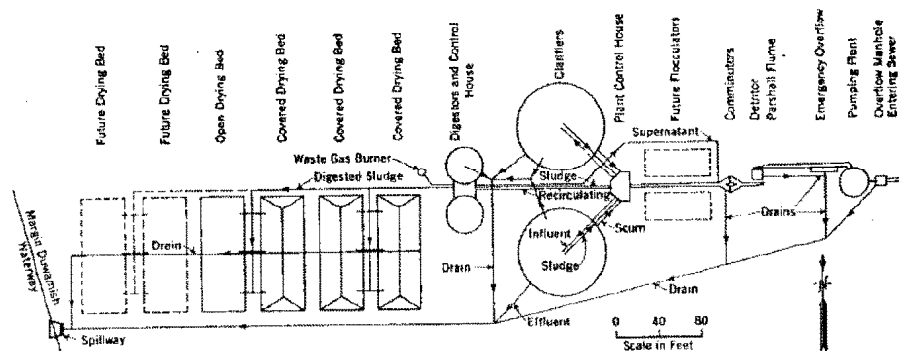 Future Drying Bed
Future Drying Bed
Open Drying Bed
Covered Drying Bed
Covered Drying Bed
Covered Drying Bed
Digestors and Control
House
Clarifiers
Plant Control House
Future Flocculators
Comminuters
Detritor
Parshall Flume
Emergency Overflow
Pumping Plant
Overflow Manhole
Entering Sewer
Supernatant
Waste Gas Burner
Digested Sludge
Sludge
Recirculating
Drains
Influent
Scum
Sludge
Margin Duwamish
Waterway
Drain
Drain
Drain
Effluent
0 40 80
Scale in Feet
Spillway